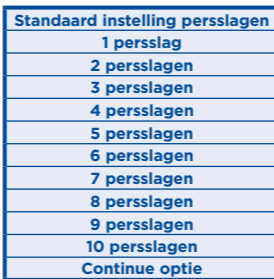 Standaard instelling persslagen
1 persslag
2 persslagen
3 persslagen
4 persslagen
5 persslagen
6 persslagen
7 persslagen
8 persslagen
9 persslagen
10 persslagen
Continue optie